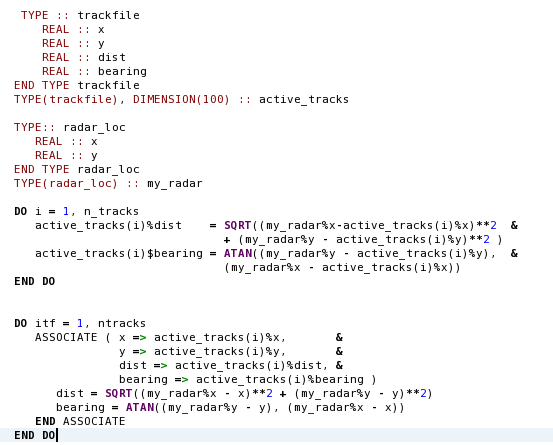 TYPE :: trackfile
REAL :: x
REAL :: y
REAL :: dist
REAL :: bearing
END TYPE trackfile
TYPE(trackfile), DIMENSION(100) :: active_tracks
TYPE:: radar_loc
REAL :: x
REAL :: y
END TYPE radar_loc
TYPE(radar_loc) :: my_radar
DO i = 1, n_tracks
active_tracks(i)%dist = SQRT((my_radar%x-active_tracks(i)%x)**2 &
+ (my_radar%y - active_tracks(i)%y)**2 )
active_tracks(i)$bearing = ATAN((my_radar%y - active_tracks(i)%y), &
(my_radar%x - active_tracks(i)%x))
END DO
DO itf = 1, ntracks
ASSOCIATE ( x => active_tracks(i)%x, &
y => active_tracks(i)%y, &
dist => active_tracks(i)%dist, &
bearing => active_tracks(i)%bearing )
dist = SQRT((my_radar%x - x)**2 + (my_radar%y - y)**2)
bearing = ATAN((my_radar%y - y), (my_radar%x - x))
END ASSOCIATE
END DO